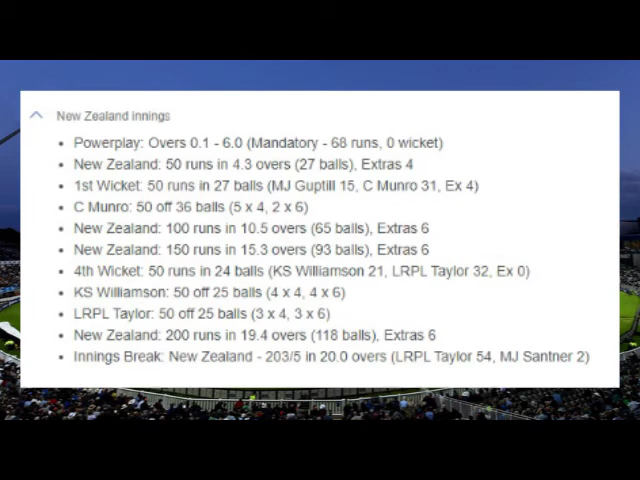 New Zealand innings
• Powerplay: Overs 0.1 - 6.0 (Mandatory - 68 runs, 0 wicket)
• New Zealand: 50 runs in 4.3 overs (27 balls), Extras 4
• 1st Wicket: 50 runs in 27 balls (MJ Guptill 15, C Munro 31, Ex 4)
• C Munro: 50 off 36 balls (5 x 4, 2 x 6)
• New Zealand: 100 runs in 10.5 overs (65 balls), Extras 6
• New Zealand: 150 runs in 15.3 overs (93 balls), Extras 6
• 4th Wicket: 50 runs in 24 balls (KS Williamson 21, LRPL Taylor 32, Ex 0)
• KS Williamson: 50 off 25 balls (4 x 4, 4 x 6)
• LRPL Taylor: 50 off 25 balls (3 x 4, 3 x 6)
• New Zealand: 200 runs in 19.4 overs (118 balls), Extras 6
• Innings Break: New Zealand - 203/5 in 20.0 overs (LRPL Taylor 54, MJ Santner 2)